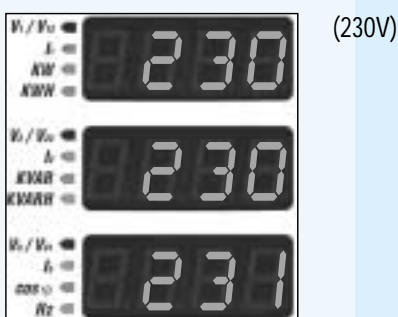 V₁/V₁₂ (230V)
I₁
KW
KWH
230
V₂/V₂₃
I₂
KVAR
KVARH
230
V₃/V₃₁
I₃
cos φ
Hz
231